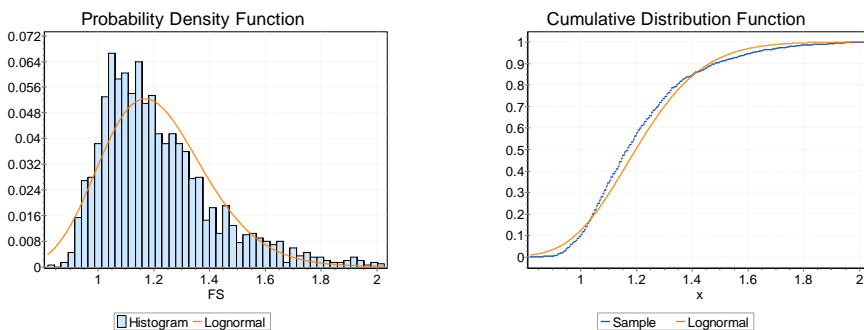 Probability Density Function
0.072
0.064
0.056
0.048
0.04
0.032
0.024
0.016
0.008
0
1 1.2 1.4 1.6 1.8 2
FS
Histogram Lognormal
Cumulative Distribution Function
1
0.9
0.8
0.7
0.6
0.5
0.4
0.3
0.2
0.1
0
1 1.2 1.4 1.6 1.8 2
x
Sample Lognormal